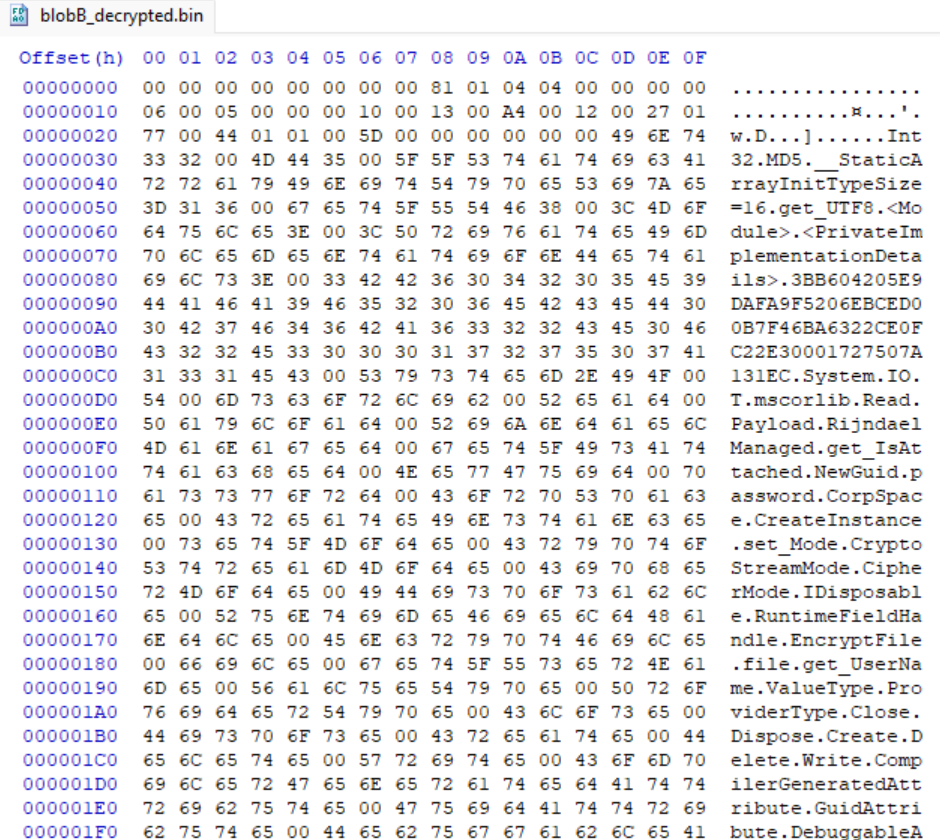 blobB_decrypted.bin
Offset(h) 00 01 02 03 04 05 06 07 08 09 0A 0B 0C 0D 0E 0F
00000000 00 00 00 00 00 00 00 00 81 01 04 04 00 00 00 00 ................
00000010 06 00 05 00 00 00 10 00 13 00 A4 00 12 00 27 01 ..........¤...'.
00000020 77 00 44 01 01 00 5D 00 00 00 00 00 00 49 6E 74 w.D...]......Int
00000030 33 32 00 4D 44 35 00 5F 5F 53 74 61 74 69 63 41 32.MD5.__StaticA
00000040 72 72 61 79 49 6E 69 74 54 79 70 65 53 69 7A 65 rrayInitTypeSize
00000050 3D 31 36 00 67 65 74 5F 55 54 46 38 00 3C 4D 6F =16.get_UTF8.<Mo
00000060 64 75 6C 65 3E 00 3C 50 72 69 76 61 74 65 49 6D dule>.<PrivateIm
00000070 70 6C 65 6D 65 6E 74 61 74 69 6F 6E 44 65 74 61 plementationDeta
00000080 69 6C 73 3E 00 33 42 42 36 30 34 32 30 35 45 39 ils>.3BB604205E9
00000090 44 41 46 41 39 46 35 32 30 36 45 42 43 45 44 30 DAFA9F5206EBCED0
000000A0 30 42 37 46 34 36 42 41 36 33 32 32 43 45 30 46 0B7F46BA6322CE0F
000000B0 43 32 32 45 33 30 30 30 31 37 32 37 35 30 37 41 C22E30001727507A
000000C0 31 33 31 45 43 00 53 79 73 74 65 6D 2E 49 4F 00 131EC.System.IO.
000000D0 54 00 6D 73 63 6F 72 6C 69 62 00 52 65 61 64 00 T.mscorlib.Read.
000000E0 50 61 79 6C 6F 61 64 00 52 69 6A 6E 64 61 65 6C Payload.Rijndael
000000F0 4D 61 6E 61 67 65 64 00 67 65 74 5F 49 73 41 74 Managed.get_IsAt
00000100 74 61 63 68 65 64 00 4E 65 77 47 75 69 64 00 70 tached.NewGuid.p
00000110 61 73 73 77 6F 72 64 00 43 6F 72 70 53 70 61 63 assword.CorpSpac
00000120 65 00 43 72 65 61 74 65 49 6E 73 74 61 6E 63 65 e.CreateInstance
00000130 00 73 65 74 5F 4D 6F 64 65 00 43 72 79 70 74 6F .set_Mode.Crypto
00000140 53 74 72 65 61 6D 4D 6F 64 65 00 43 69 70 68 65 StreamMode.Ciphe
00000150 72 4D 6F 64 65 00 49 44 69 73 70 6F 73 61 62 6C rMode.IDisposabl
00000160 65 00 52 75 6E 74 69 6D 65 46 69 65 6C 64 48 61 e.RuntimeFieldHa
00000170 6E 64 6C 65 00 45 6E 63 72 79 70 74 46 69 6C 65 ndle.EncryptFile
00000180 00 66 69 6C 65 00 67 65 74 5F 55 73 65 72 4E 61 .file.get_UserNa
00000190 6D 65 00 56 61 6C 75 65 54 79 70 65 00 50 72 6F me.ValueType.Pro
000001A0 76 69 64 65 72 54 79 70 65 00 43 6C 6F 73 65 00 viderType.Close.
000001B0 44 69 73 70 6F 73 65 00 43 72 65 61 74 65 00 44 Dispose.Create.D
000001C0 65 6C 65 74 65 00 57 72 69 74 65 00 43 6F 6D 70 elete.Write.Comp
000001D0 69 6C 65 72 47 65 6E 65 72 61 74 65 64 41 74 74 ilerGeneratedAtt
000001E0 72 69 62 75 74 65 00 47 75 69 64 41 74 74 72 69 ribute.GuidAttri
000001F0 62 75 74 65 00 44 65 62 75 67 67 61 62 6C 65 41 bute.DebuggableA